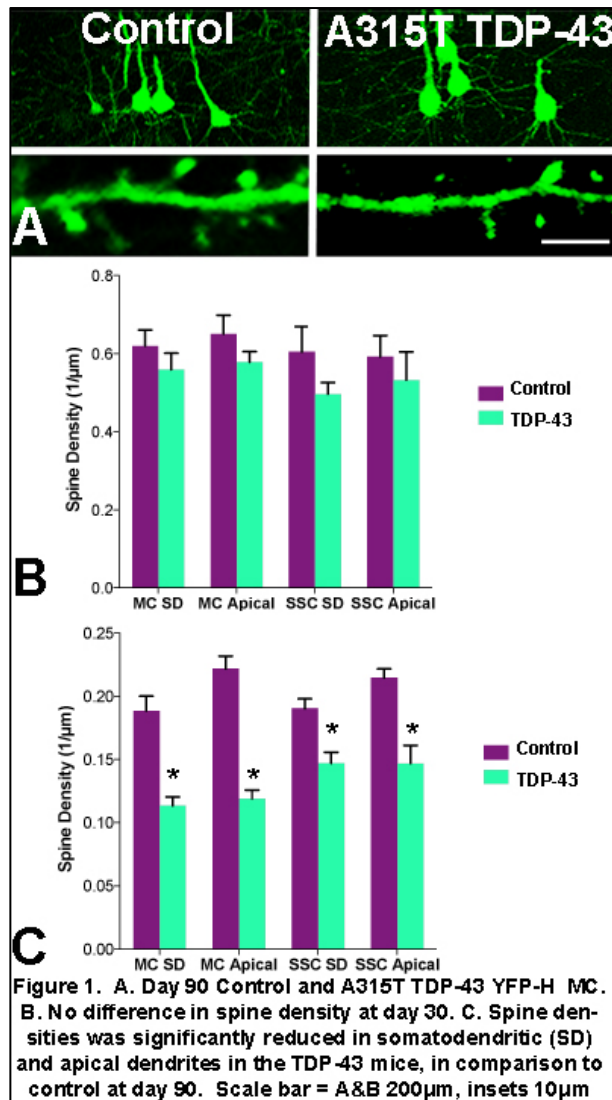 Control
A315T TDP-43
A
0.8
0.6
0.4
0.2
0.0
Spine Density (1/µm)
MC SD
MC Apical
SSC SD
SSC Apical
Control
TDP-43
B
0.25
0.20
0.15
0.10
0.05
0.00
Spine Density (1/µm)
*
*
*
*
MC SD
MC Apical
SSC SD
SSC Apical
Control
TDP-43
C
Figure 1. A. Day 90 Control and A315T TDP-43 YFP-H MC.
B. No difference in spine density at day 30. C. Spine den-
sities was significantly reduced in somatodendritic (SD)
and apical dendrites in the TDP-43 mice, in comparison to
control at day 90. Scale bar = A&B 200µm, insets 10µm